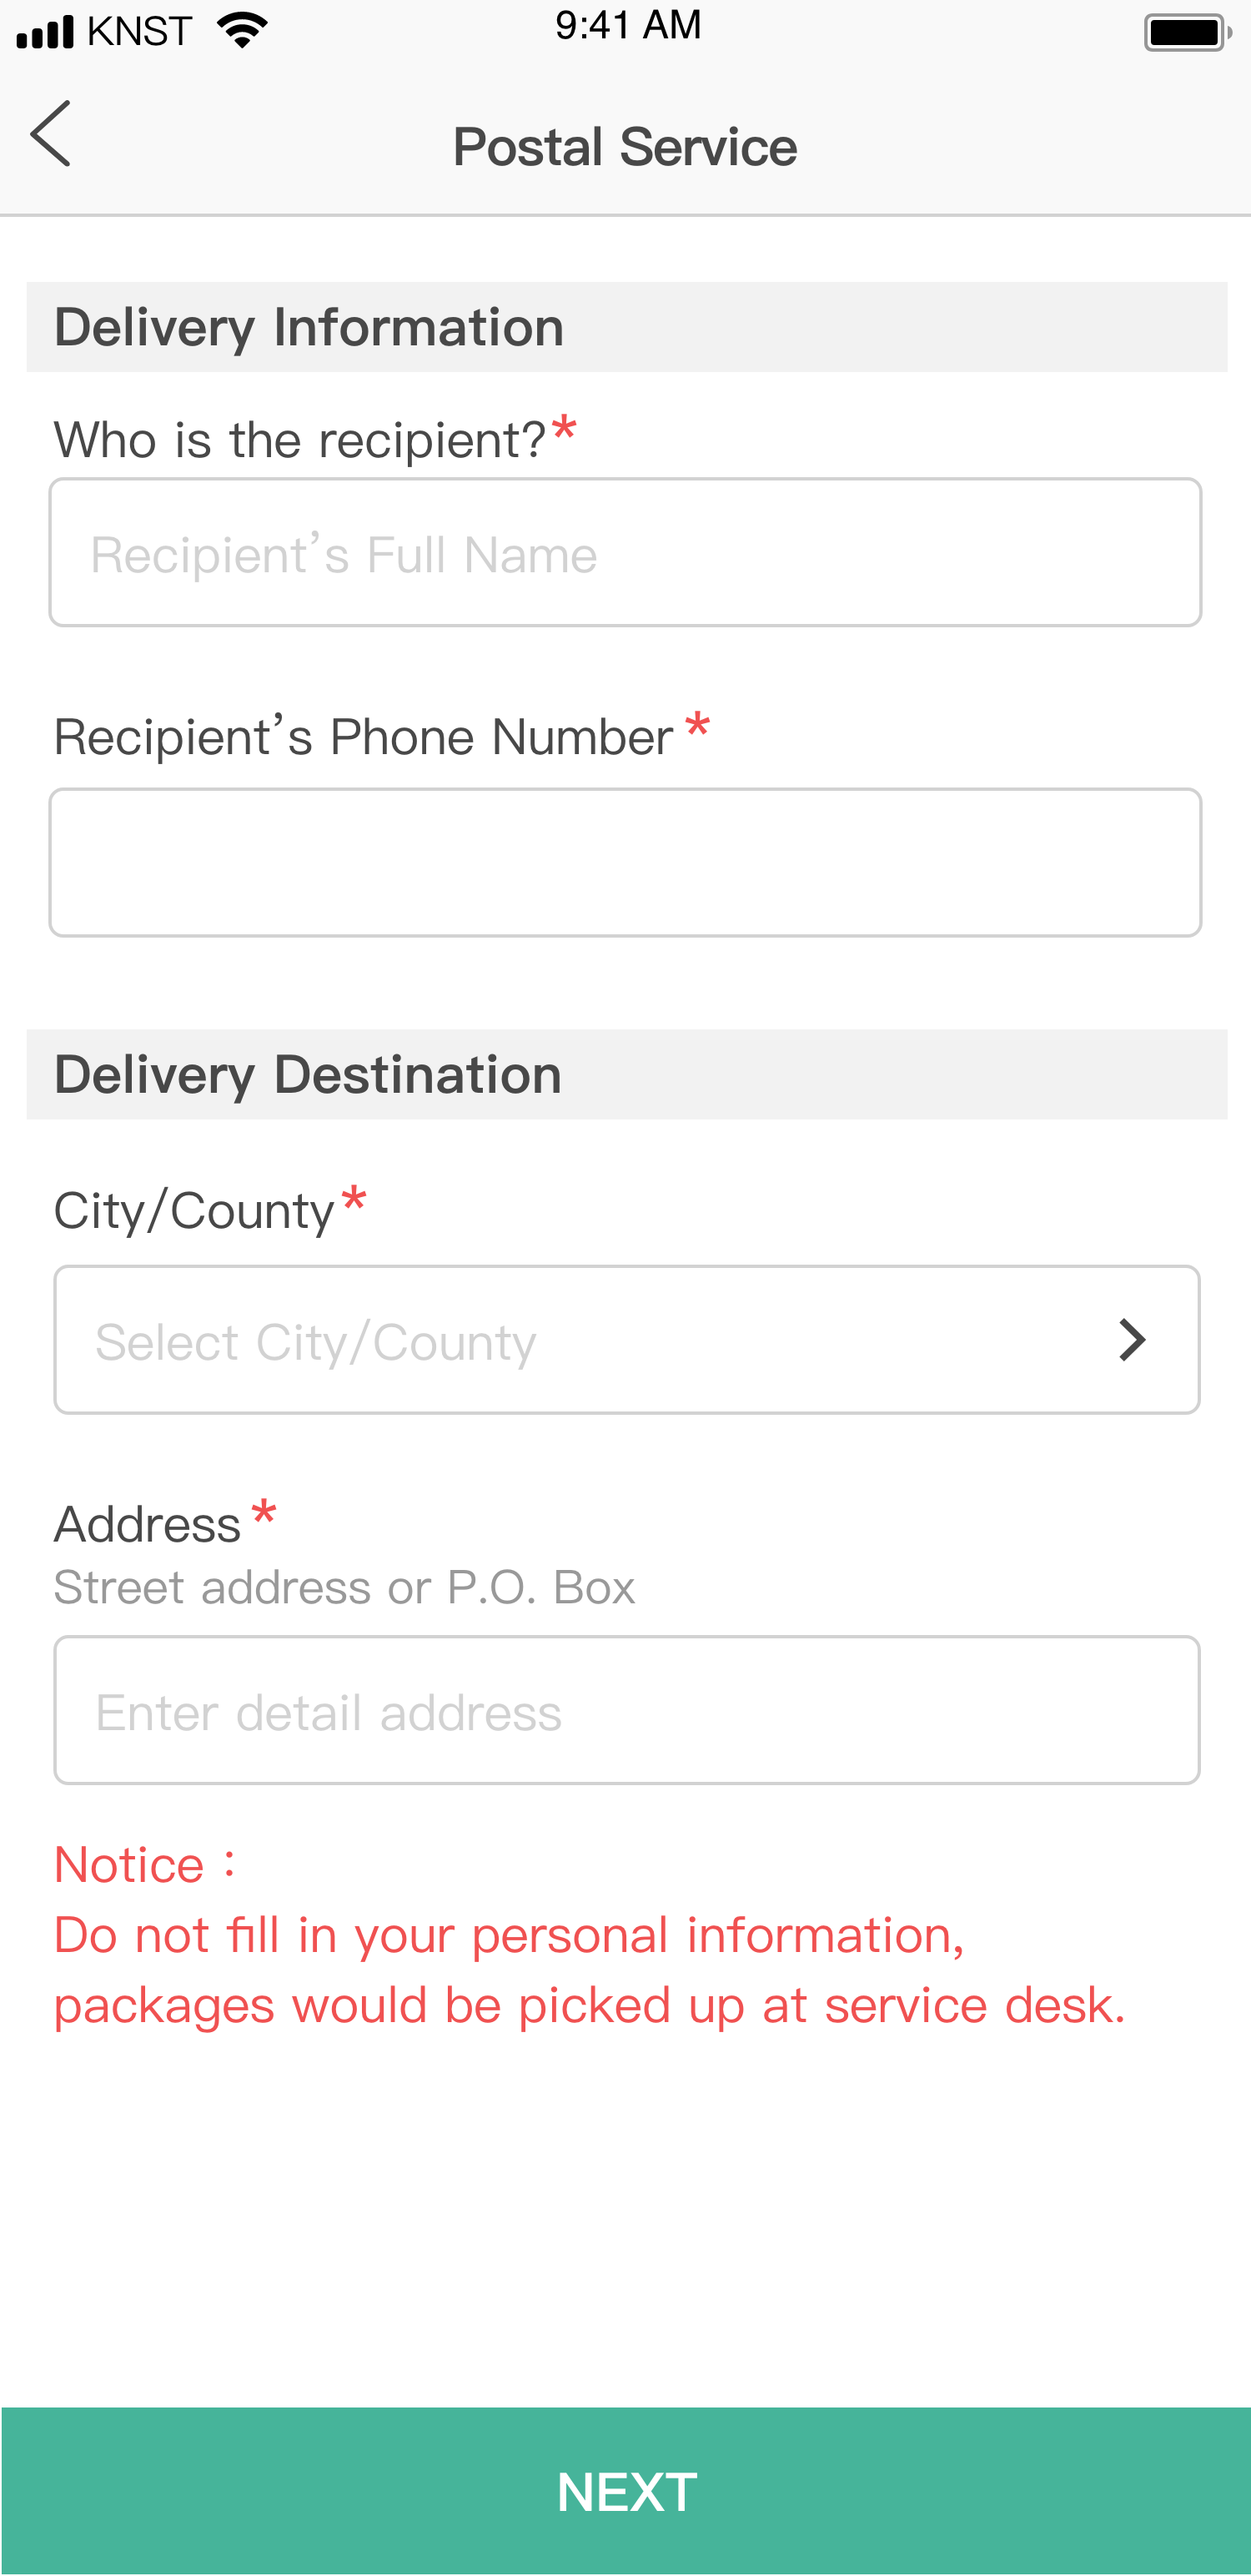 KNST
9:41 AM
Postal Service
Delivery Information
Who is the recipient?*
Recipient’s Full Name
Recipient’s Phone Number*
Delivery Destination
City/County*
Select City/County
Address*
Street address or P.O. Box
Enter detail address
Notice：
Do not fill in your personal information,
packages would be picked up at service desk.
NEXT